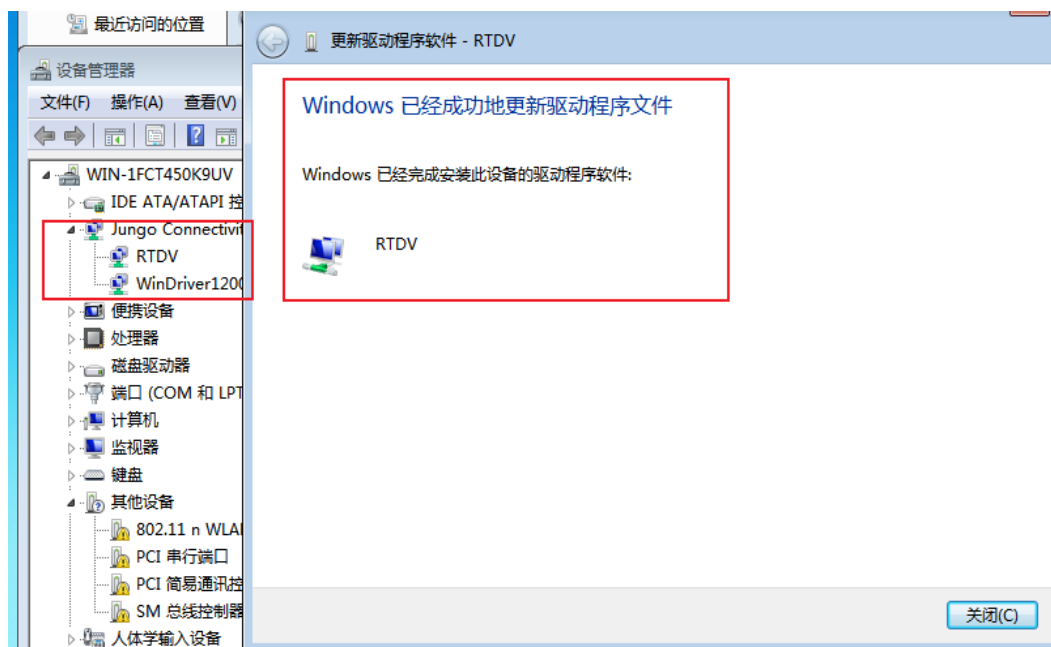 最近访问的位置
更新驱动程序软件 - RTDV
设备管理器
文件(F) 操作(A) 查看(V)
WIN-1FCT450K9UV
IDE ATA/ATAPI 控
Jungo Connectivit
RTDV
WinDriver1200
便携设备
处理器
磁盘驱动器
端口 (COM 和 LPT
计算机
监视器
键盘
其他设备
802.11 n WLAN
PCI 串行端口
PCI 简易通讯控
SM 总线控制器
人体学输入设备
Windows 已经成功地更新驱动程序文件
Windows 已经完成安装此设备的驱动程序软件:
RTDV
关闭(C)